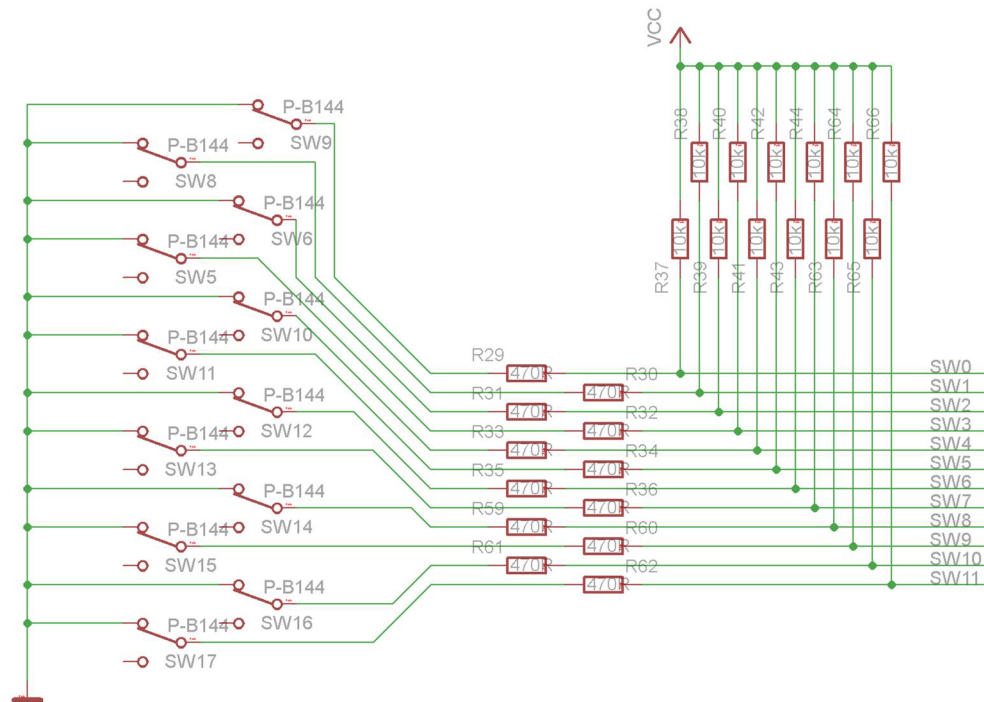 VCC
R38
R40
R42
R44
R64
R66
10k
10k
10k
10k
10k
10k
10k
10k
10k
10k
10k
10k
R37
R39
R41
R43
R63
R65
P-B144
SW9
P-B144
SW8
P-B144
SW6
P-B144
SW5
P-B144
SW10
P-B144
SW11
P-B144
SW12
P-B144
SW13
P-B144
SW14
P-B144
SW15
P-B144
SW16
P-B144
SW17
R29
470R
R30
SW0
R31
470R
SW1
470R
R32
SW2
R33
470R
SW3
470R
R34
SW4
R35
470R
SW5
470R
R36
SW6
R59
470R
SW7
470R
R60
SW8
R61
470R
SW9
470R
R62
SW10
470R
SW11